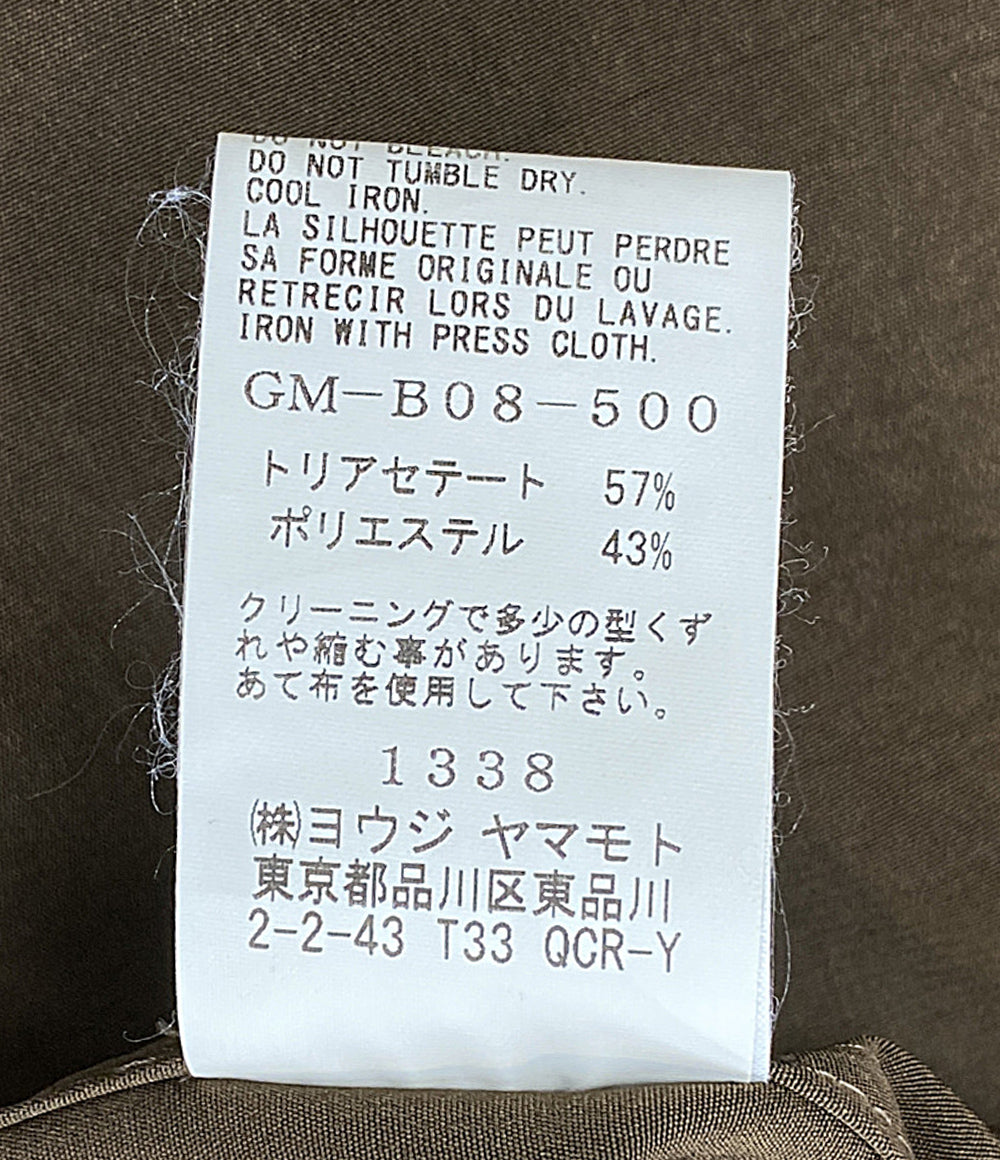 DO NOT BLEACH.
DO NOT TUMBLE DRY.
COOL IRON.
LA SILHOUETTE PEUT PERDRE
SA FORME ORIGINALE OU
RETRECIR LORS DU LAVAGE.
IRON WITH PRESS CLOTH.
GM-B08-500
トリアセテート 57%
ポリエステル 43%
クリーニングで多少の型くず
れや縮む事があります。
あて布を使用して下さい。
1338
㈱ヨウジ ヤマモト
東京都品川区東品川
2-2-43 T33 QCR-Y